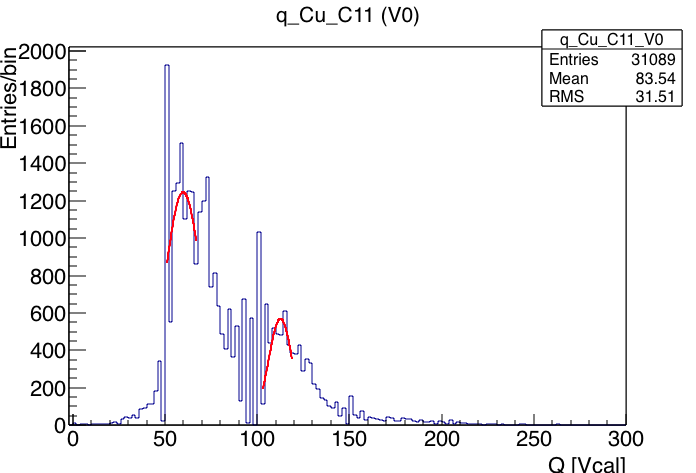 q_Cu_C11 (V0)
q_Cu_C11_V0
Entries 31089
Mean 83.54
RMS 31.51
Entries/bin
2000
1800
1600
1400
1200
1000
800
600
400
200
0
0 50 100 150 200 250 300
Q [Vcal]